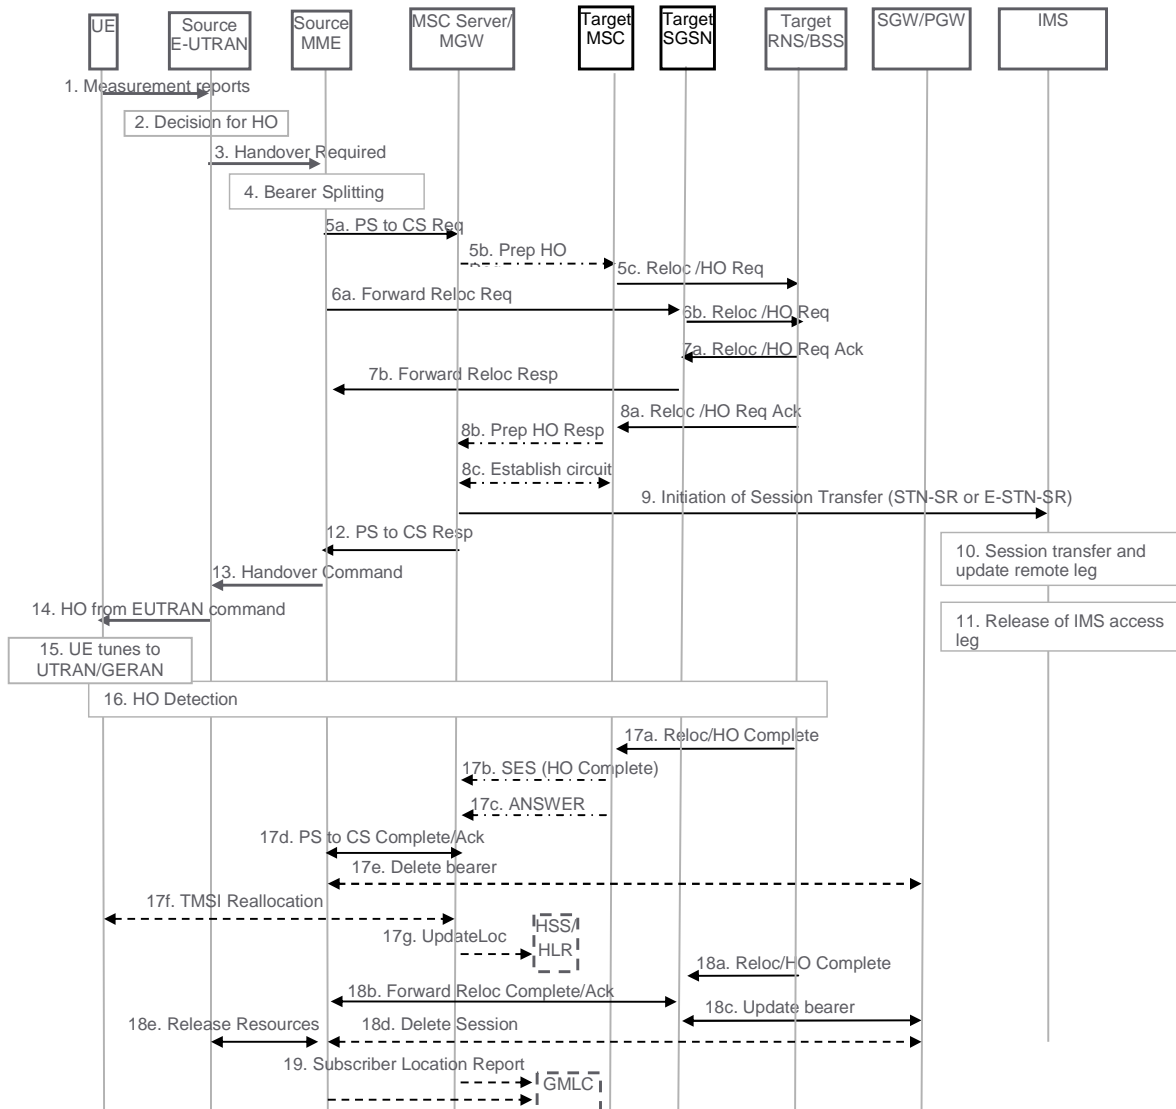 UE
Source
E-UTRAN
Source
MME
MSC Server/
MGW
Target
MSC
Target
SGSN
Target
RNS/BSS
SGW/PGW
IMS
1. Measurement reports
2. Decision for HO
3. Handover Required
4. Bearer Splitting
5a. PS to CS Req
5b. Prep HO
5c. Reloc /HO Req
6a. Forward Reloc Req
6b. Reloc /HO Req
7a. Reloc /HO Req Ack
7b. Forward Reloc Resp
8a. Reloc /HO Req Ack
8b. Prep HO Resp
8c. Establish circuit
9. Initiation of Session Transfer (STN-SR or E-STN-SR)
12. PS to CS Resp
10. Session transfer and
update remote leg
13. Handover Command
14. HO from EUTRAN command
11. Release of IMS access
leg
15. UE tunes to
UTRAN/GERAN
16. HO Detection
17a. Reloc/HO Complete
17b. SES (HO Complete)
17c. ANSWER
17d. PS to CS Complete/Ack
17e. Delete bearer
17f. TMSI Reallocation
HSS/
HLR
17g. UpdateLoc
18a. Reloc/HO Complete
18b. Forward Reloc Complete/Ack
18c. Update bearer
18e. Release Resources
18d. Delete Session
19. Subscriber Location Report
GMLC